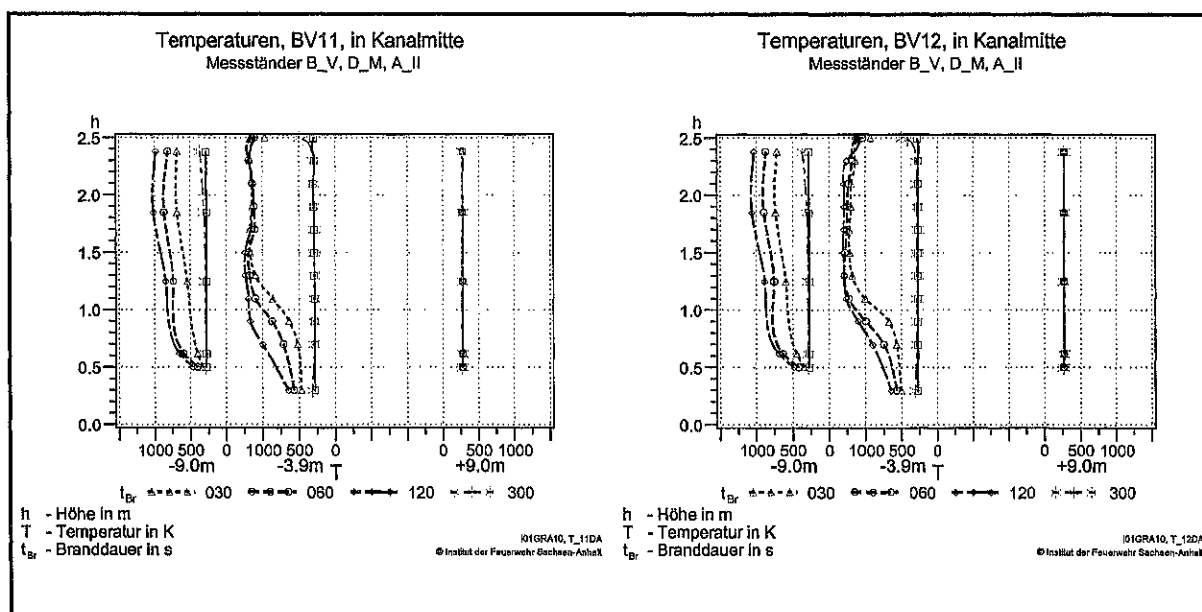 Temperaturen, BV11, in Kanalmitte
Messständer B_V, D_M, A_II
h
2.5
2.0
1.5
1.0
0.5
0.0
1000 500 0 1000 500 0 0 500 1000
-9.0m -3.9m T +9.0m
t_Br 030 060 120 300
h - Höhe in m
T - Temperatur in K
t_Br - Branddauer in s
I01GRA10, T_11DA
© Institut der Feuerwehr Sachsen-Anhalt
Temperaturen, BV12, in Kanalmitte
Messständer B_V, D_M, A_II
h
2.5
2.0
1.5
1.0
0.5
0.0
1000 500 0 1000 500 0 0 500 1000
-9.0m -3.9m T +9.0m
t_Br 030 060 120 300
h - Höhe in m
T - Temperatur in K
t_Br - Branddauer in s
I01GRA10, T_12DA
© Institut der Feuerwehr Sachsen-Anhalt